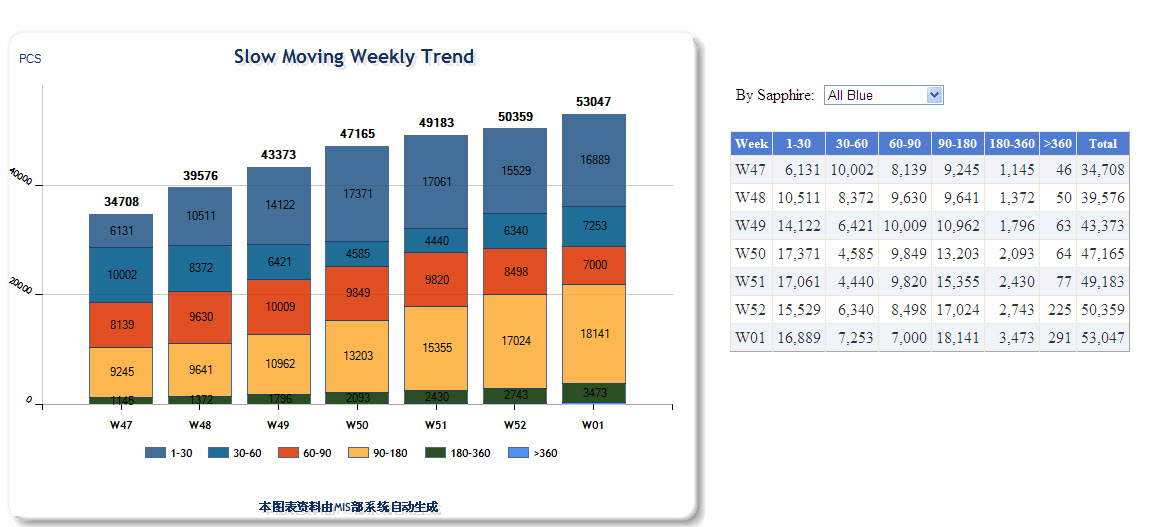 Slow Moving Weekly Trend
PCS
34708 39576 43373 47165 49183 50359 53047
6131 10511 14122 17371 17061 15529 16889
10002 8372 6421 4585 4440 6340 7253
8139 9630 10009 9849 9820 8498 7000
9245 9641 10962 13203 15355 17024 18141
1145 1372 1796 2093 2430 2743 3473
40000
20000
0
W47 W48 W49 W50 W51 W52 W01
1-30 30-60 60-90 90-180 180-360 >360
本图表资料由MIS部系统自动生成
By Sapphire: All Blue
Week 1-30 30-60 60-90 90-180 180-360 >360 Total
W47 6,131 10,002 8,139 9,245 1,145 46 34,708
W48 10,511 8,372 9,630 9,641 1,372 50 39,576
W49 14,122 6,421 10,009 10,962 1,796 63 43,373
W50 17,371 4,585 9,849 13,203 2,093 64 47,165
W51 17,061 4,440 9,820 15,355 2,430 77 49,183
W52 15,529 6,340 8,498 17,024 2,743 225 50,359
W01 16,889 7,253 7,000 18,141 3,473 291 53,047